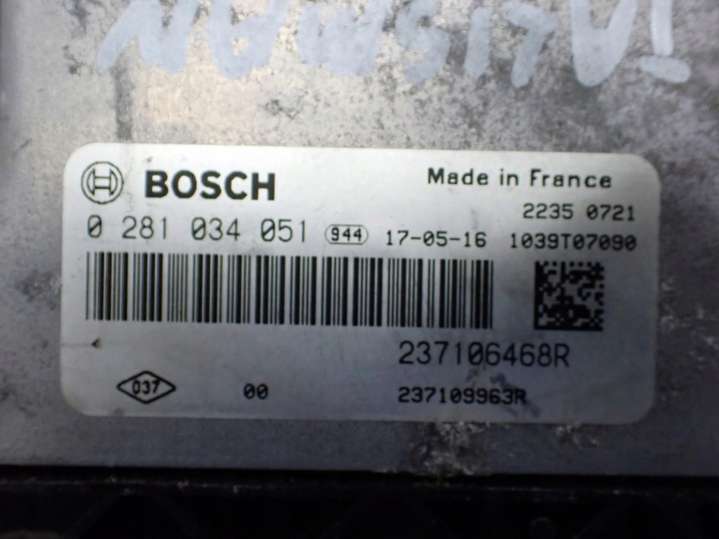 BOSCH
Made in France
2235 0721
0 281 034 051 944 17-05-16 1039T07090
237106468R
037 00 237109963R